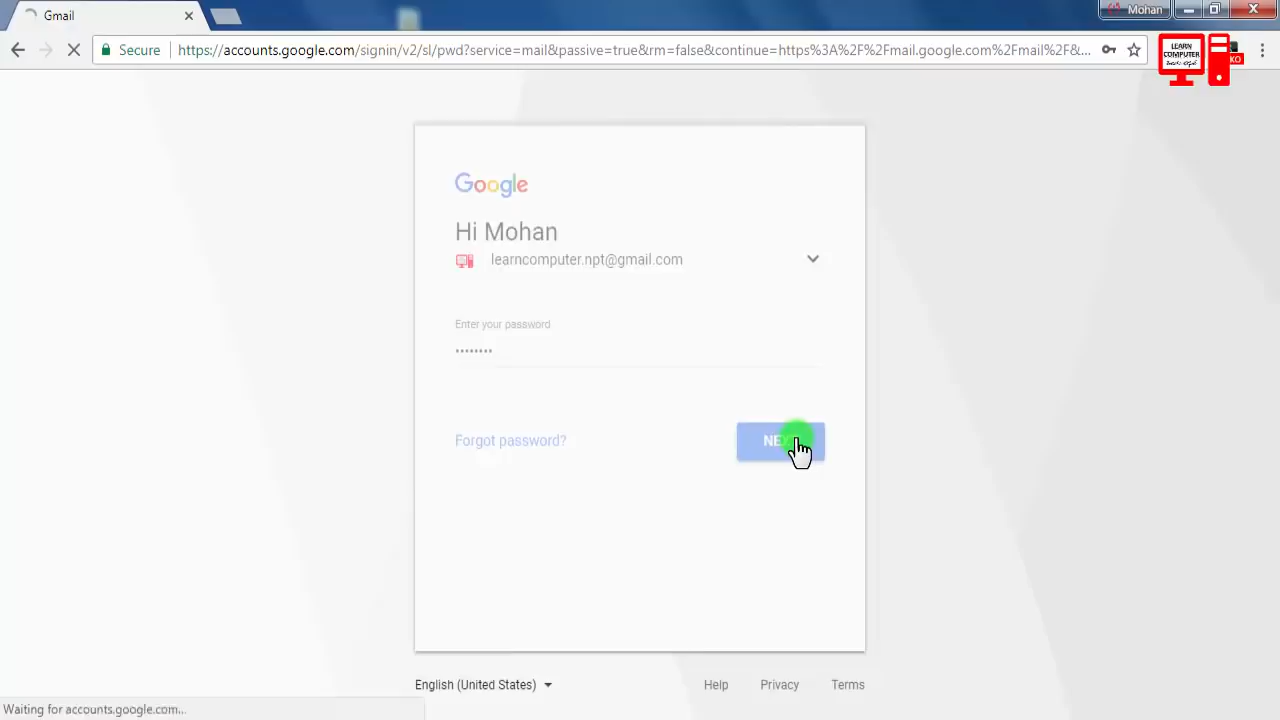 Gmail
Mohan
Secure
https://accounts.google.com/signin/v2/sl/pwd?service=mail&passive=true&rm=false&continue=https%3A%2F%2Fmail.google.com%2Fmail%2F&...
LEARN
COMPUTER
Google
Hi Mohan
learncomputer.npt@gmail.com
Enter your password
••••••••
Forgot password?
English (United States)
Help
Privacy
Terms
Waiting for accounts.google.com...